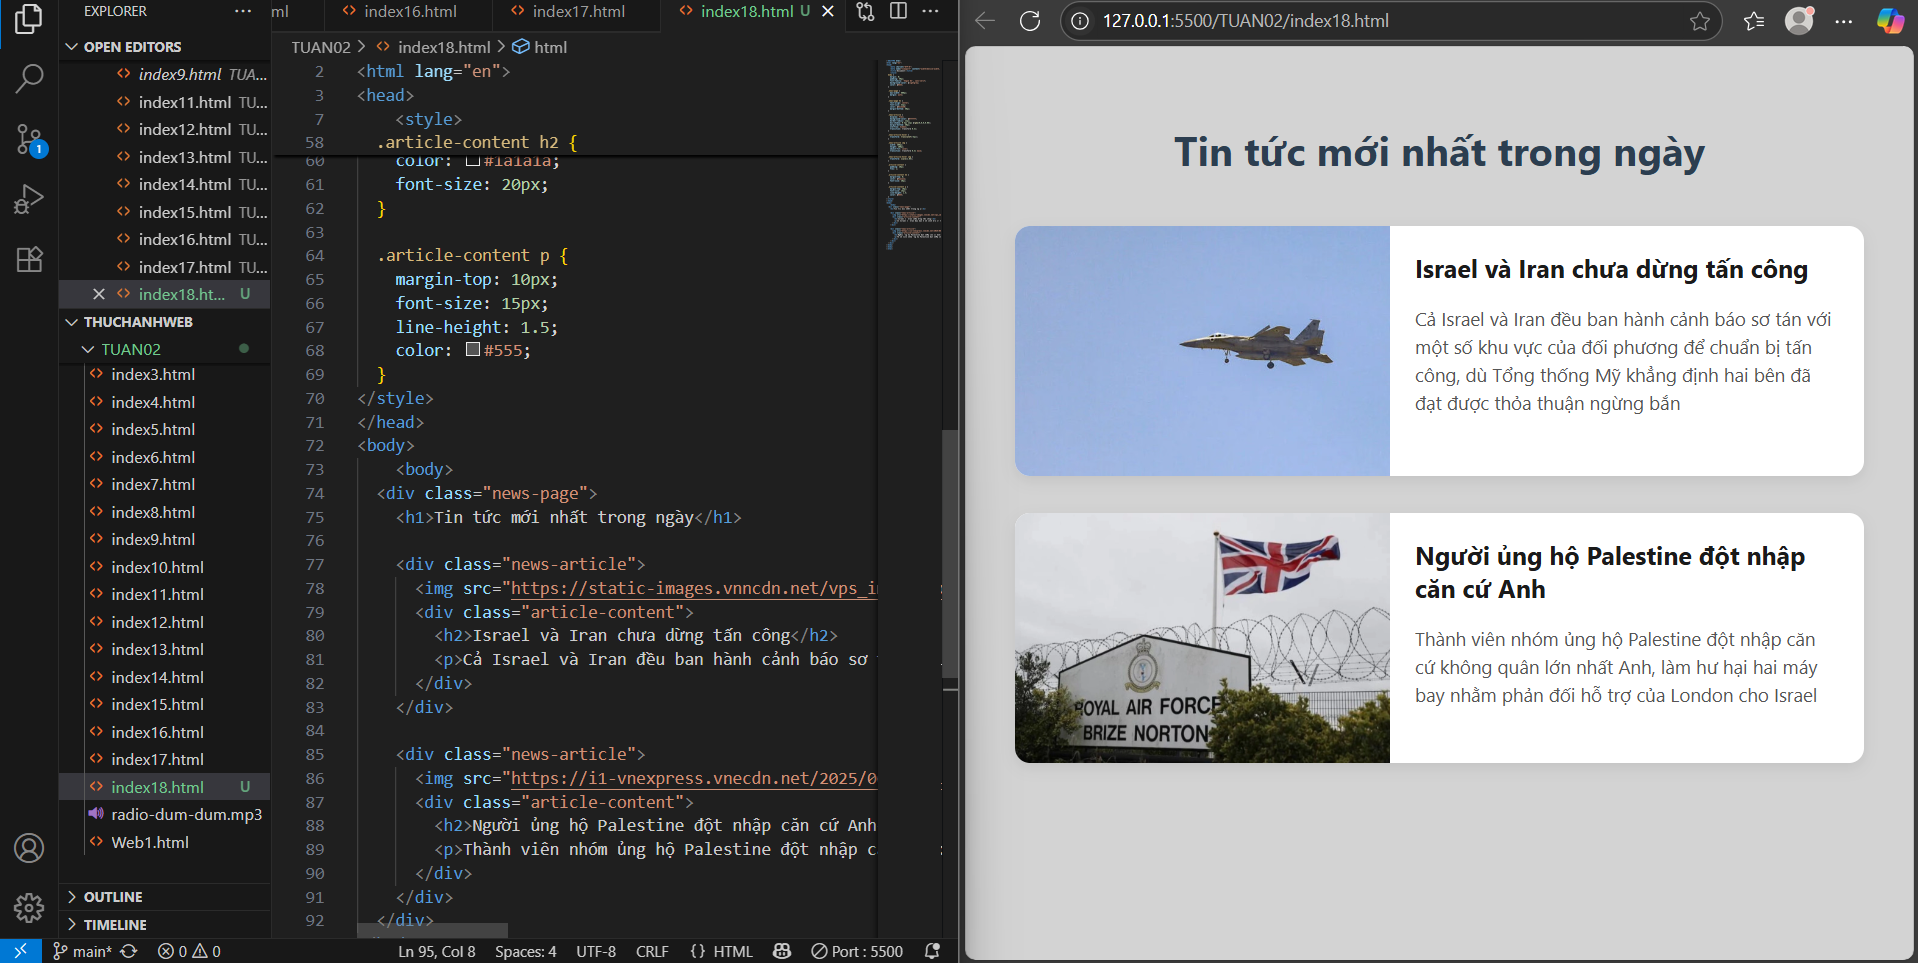 EXPLORER
OPEN EDITORS
index9.html TUA...
index11.html TU...
index12.html TU...
index13.html TU...
index14.html TU...
index15.html TU...
index16.html TU...
index17.html TU...
index18.ht... U
THUCHANHWEB
TUAN02
index3.html
index4.html
index5.html
index6.html
index7.html
index8.html
index9.html
index10.html
index11.html
index12.html
index13.html
index14.html
index15.html
index16.html
index17.html
index18.html U
radio-dum-dum.mp3
Web1.html
OUTLINE
TIMELINE
1
ml index16.html index17.html index18.html U
TUAN02 > index18.html > html
2 <html lang="en">
3 <head>
7 <style>
58 .article-content h2 {
60 color: #1a1a1a;
61 font-size: 20px;
62 }
63
64 .article-content p {
65 margin-top: 10px;
66 font-size: 15px;
67 line-height: 1.5;
68 color: #555;
69 }
70 </style>
71 </head>
72 <body>
73 <body>
74 <div class="news-page">
75 <h1>Tin tức mới nhất trong ngày</h1>
76
77 <div class="news-article">
78 <img src="https://static-images.vnncdn.net/vps_i
79 <div class="article-content">
80 <h2>Israel và Iran chưa dừng tấn công</h2>
81 <p>Cả Israel và Iran đều ban hành cảnh báo sơ
82 </div>
83 </div>
84
85 <div class="news-article">
86 <img src="https://i1-vnexpress.vnecdn.net/2025/0
87 <div class="article-content">
88 <h2>Người ủng hộ Palestine đột nhập căn cứ Anh
89 <p>Thành viên nhóm ủng hộ Palestine đột nhập c
90 </div>
91 </div>
92 </div>
main* 0 0 Ln 95, Col 8 Spaces: 4 UTF-8 CRLF {} HTML Port : 5500
127.0.0.1:5500/TUAN02/index18.html
Tin tức mới nhất trong ngày
Israel và Iran chưa dừng tấn công
Cả Israel và Iran đều ban hành cảnh báo sơ tán với
một số khu vực của đối phương để chuẩn bị tấn
công, dù Tổng thống Mỹ khẳng định hai bên đã
đạt được thỏa thuận ngừng bắn
ROYAL AIR FORCE
BRIZE NORTON
Người ủng hộ Palestine đột nhập
căn cứ Anh
Thành viên nhóm ủng hộ Palestine đột nhập căn
cứ không quân lớn nhất Anh, làm hư hại hai máy
bay nhằm phản đối hỗ trợ của London cho Israel